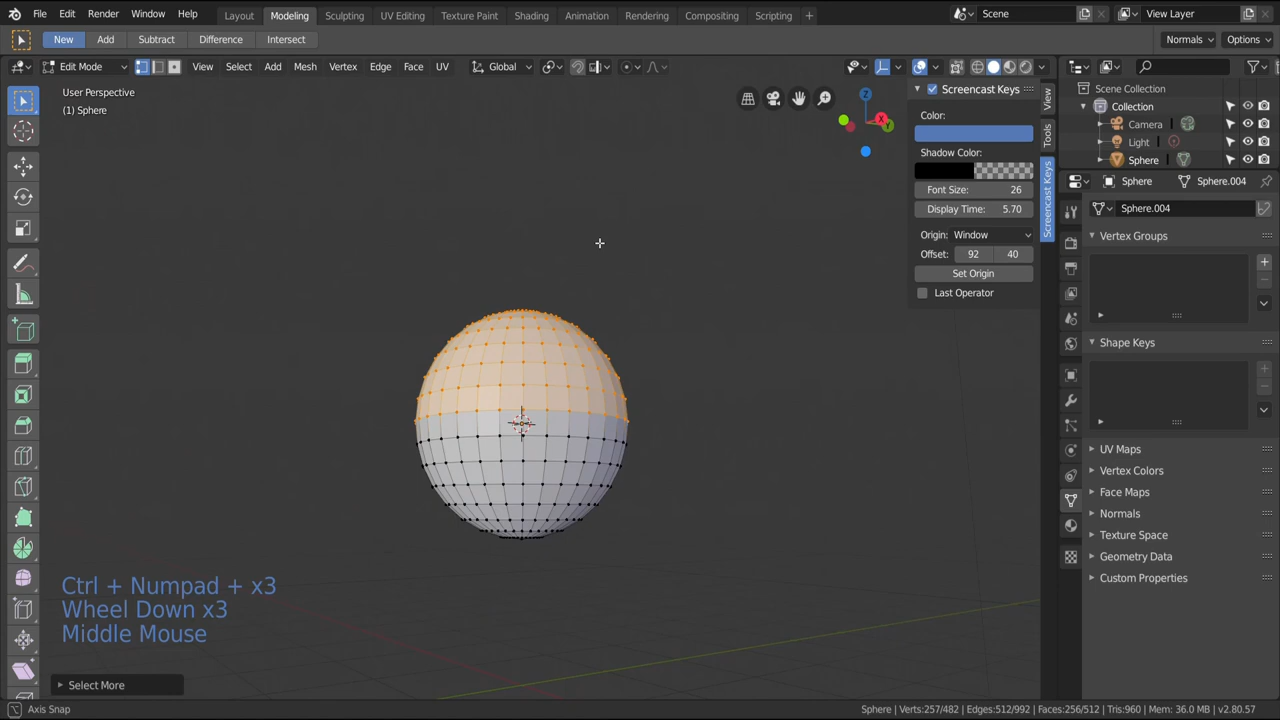 File Edit Render Window Help Layout Modeling Sculpting UV Editing Texture Paint Shading Animation Rendering Compositing Scripting + Scene View Layer
New Add Subtract Difference Intersect Normals Options
Edit Mode View Select Add Mesh Vertex Edge Face UV Global
User Perspective
(1) Sphere
Z
X
Y
Screencast Keys
Color:
Shadow Color:
Font Size: 26
Display Time: 5.70
Origin: Window
Offset: 92 40
Set Origin
Last Operator
View
Tools
Screencast Keys
Scene Collection
Collection
Camera
Light
Sphere
Sphere Sphere.004
Sphere.004
Vertex Groups
Shape Keys
UV Maps
Vertex Colors
Face Maps
Normals
Texture Space
Geometry Data
Custom Properties
Ctrl + Numpad + x3
Wheel Down x3
Middle Mouse
Select More
Axis Snap
Sphere | Verts:257/482 | Edges:512/992 | Faces:256/512 | Tris:960 | Mem: 36.0 MB | v2.80.57